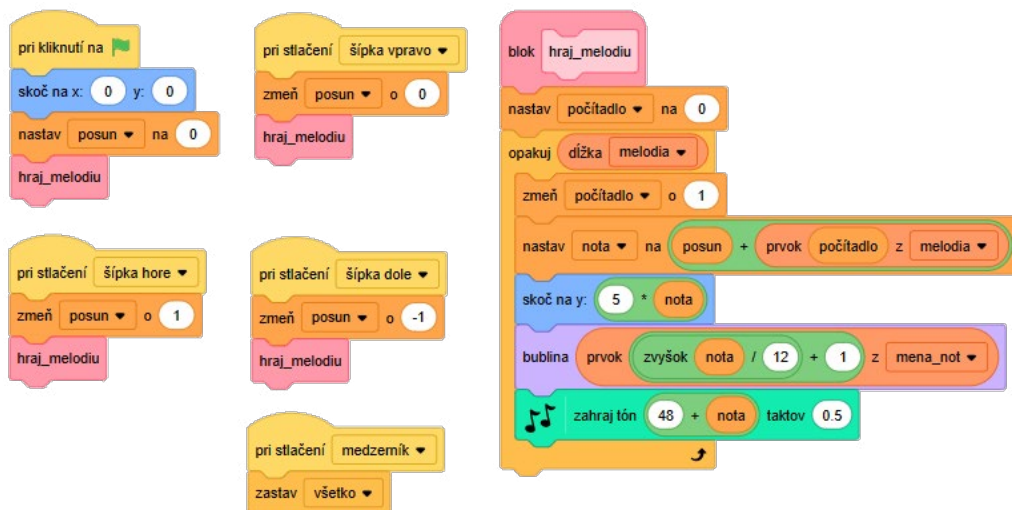 pri kliknutí na
skoč na x: 0 y: 0
nastav posun na 0
hraj_melodiu
pri stlačení šípka vpravo
zmeň posun o 0
hraj_melodiu
pri stlačení šípka hore
zmeň posun o 1
hraj_melodiu
pri stlačení šípka dole
zmeň posun o -1
hraj_melodiu
pri stlačení medzerník
zastav všetko
blok hraj_melodiu
nastav počítadlo na 0
opakuj dĺžka melodia
zmeň počítadlo o 1
nastav nota na posun + prvok počítadlo z melodia
skoč na y: 5 * nota
bublina prvok zvyšok nota / 12 + 1 z mena_not
zahraj tón 48 + nota taktov 0.5